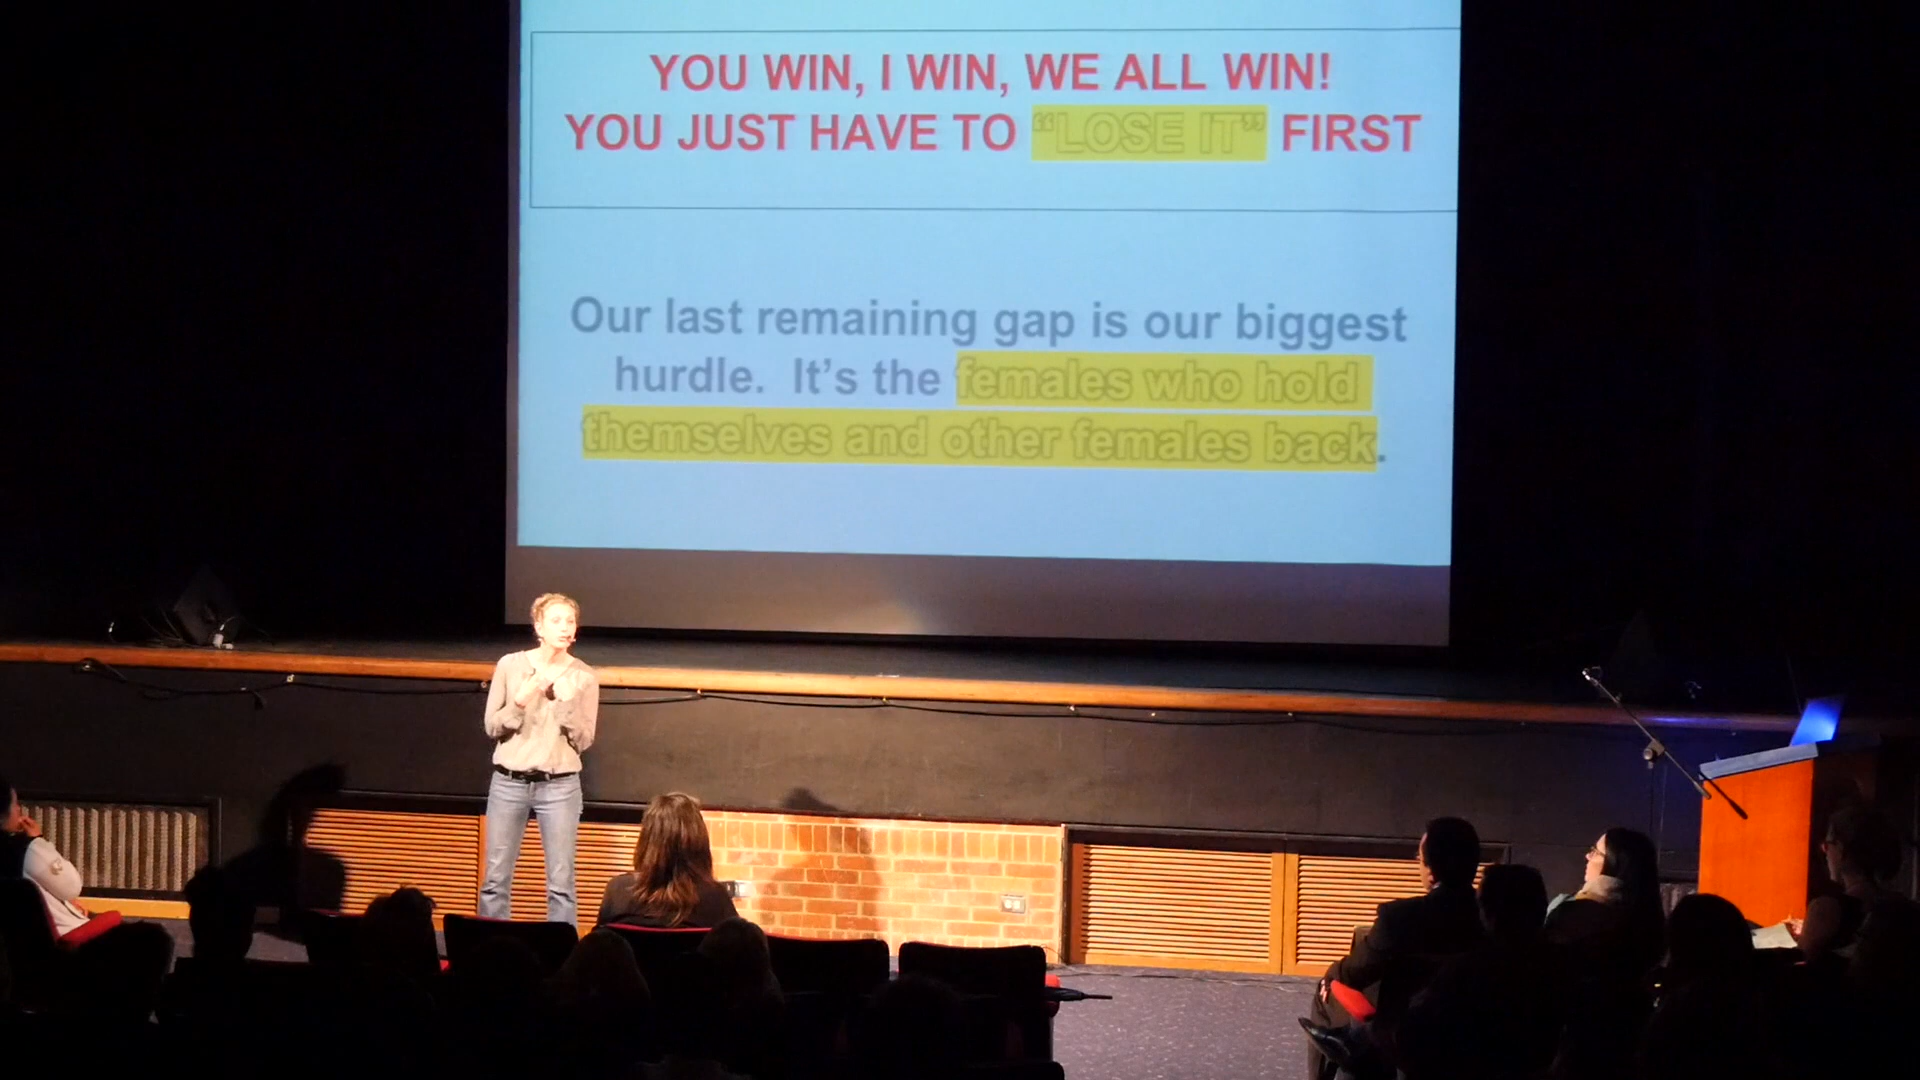 YOU WIN, I WIN, WE ALL WIN!
YOU JUST HAVE TO “LOSE IT” FIRST
Our last remaining gap is our biggest
hurdle.  It’s the females who hold
themselves and other females back.